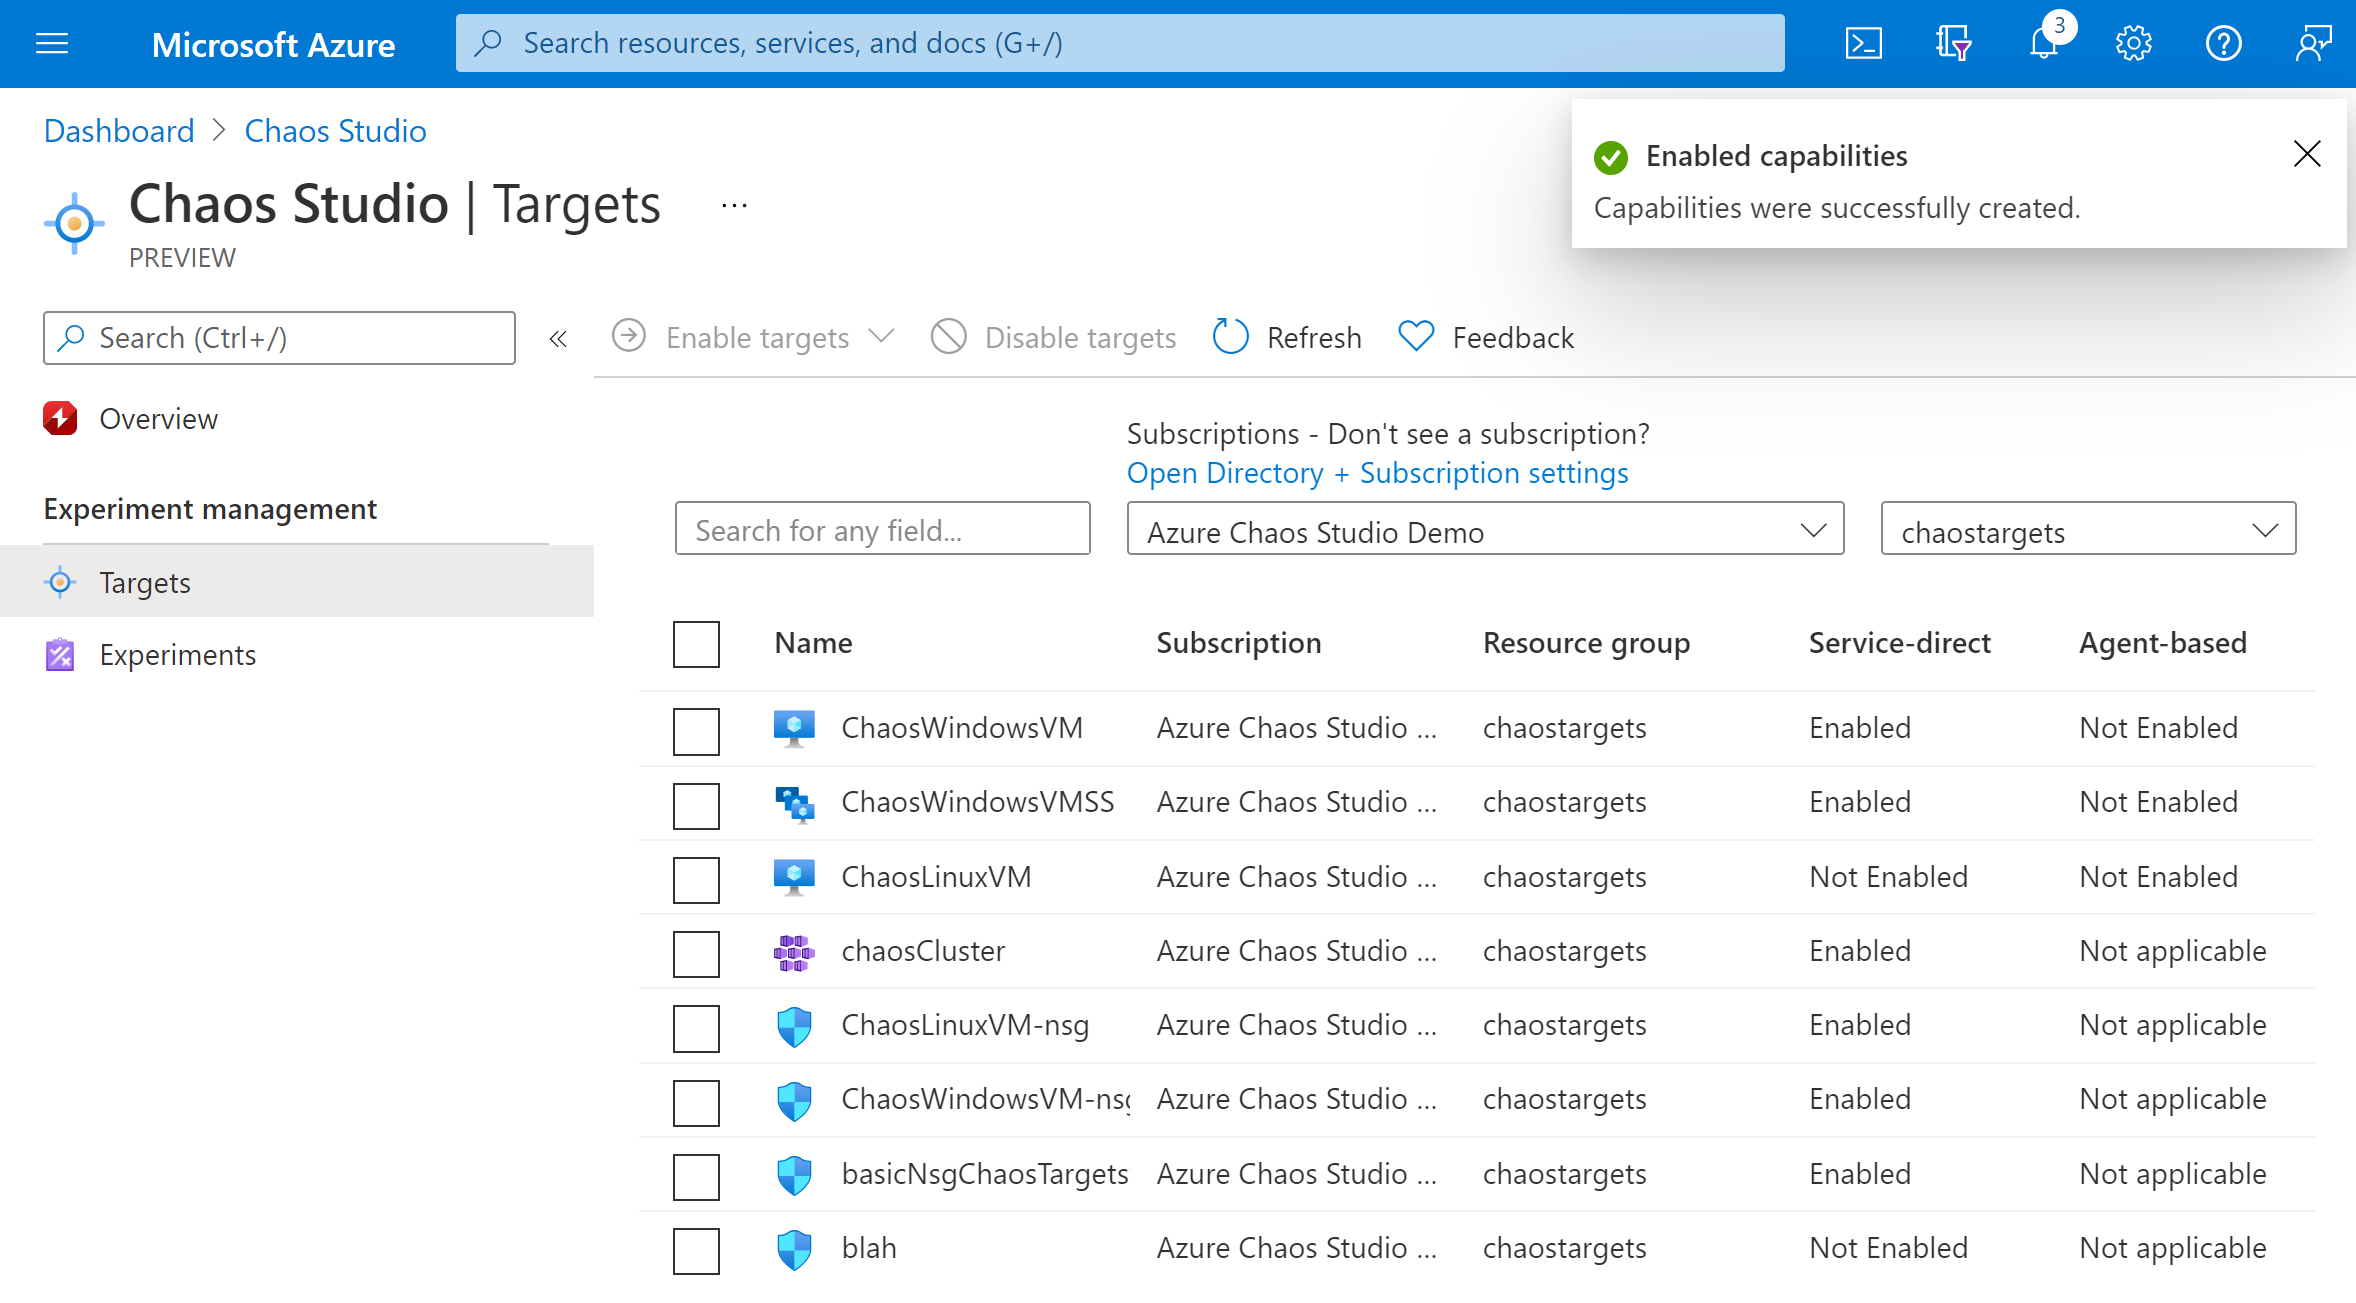 Microsoft Azure
Search resources, services, and docs (G+/)
3
Dashboard > Chaos Studio
Enabled capabilities
Capabilities were successfully created.
Chaos Studio | Targets ...
PREVIEW
Search (Ctrl+/)
«
Enable targets
Disable targets
Refresh
Feedback
Overview
Experiment management
Targets
Experiments
Subscriptions - Don't see a subscription?
Open Directory + Subscription settings
Search for any field...
Azure Chaos Studio Demo
chaostargets
Name Subscription Resource group Service-direct Agent-based
ChaosWindowsVM Azure Chaos Studio ... chaostargets Enabled Not Enabled
ChaosWindowsVMSS Azure Chaos Studio ... chaostargets Enabled Not Enabled
ChaosLinuxVM Azure Chaos Studio ... chaostargets Not Enabled Not Enabled
chaosCluster Azure Chaos Studio ... chaostargets Enabled Not applicable
ChaosLinuxVM-nsg Azure Chaos Studio ... chaostargets Enabled Not applicable
ChaosWindowsVM-nsg Azure Chaos Studio ... chaostargets Enabled Not applicable
basicNsgChaosTargets Azure Chaos Studio ... chaostargets Enabled Not applicable
blah Azure Chaos Studio ... chaostargets Not Enabled Not applicable